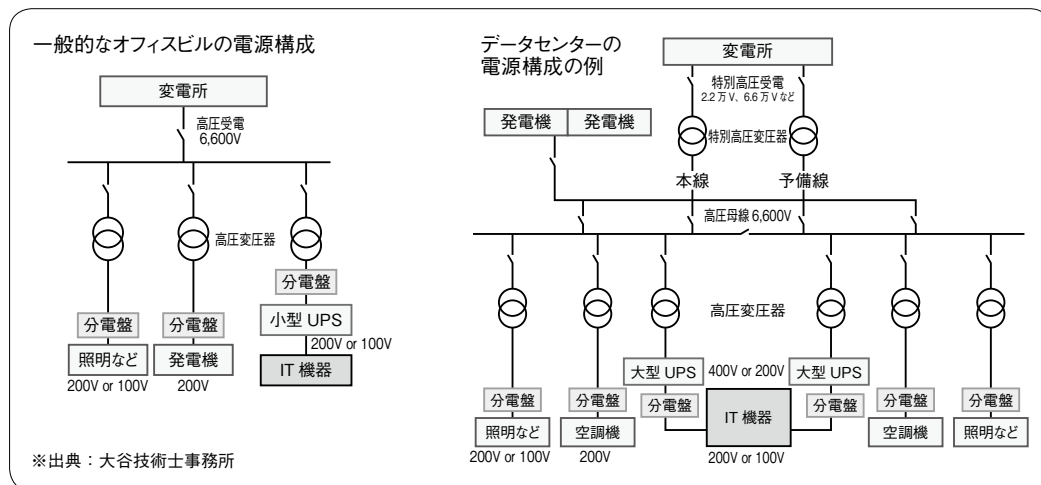 一般的なオフィスビルの電源構成
変電所
高圧受電
6,600V
高圧変圧器
分電盤
小型 UPS
200V or 100V
IT 機器
分電盤
分電盤
照明など
発電機
200V or 100V
200V
※出典：大谷技術士事務所
データセンターの
電源構成の例
変電所
特別高圧受電
2.2 万 V、6.6 万 V など
発電機
発電機
特別高圧変圧器
本線
予備線
高圧母線 6,600V
高圧変圧器
大型 UPS
400V or 200V
大型 UPS
分電盤
分電盤
分電盤
IT 機器
分電盤
分電盤
分電盤
照明など
空調機
空調機
照明など
200V or 100V
200V
200V or 100V
200V
200V or 100V